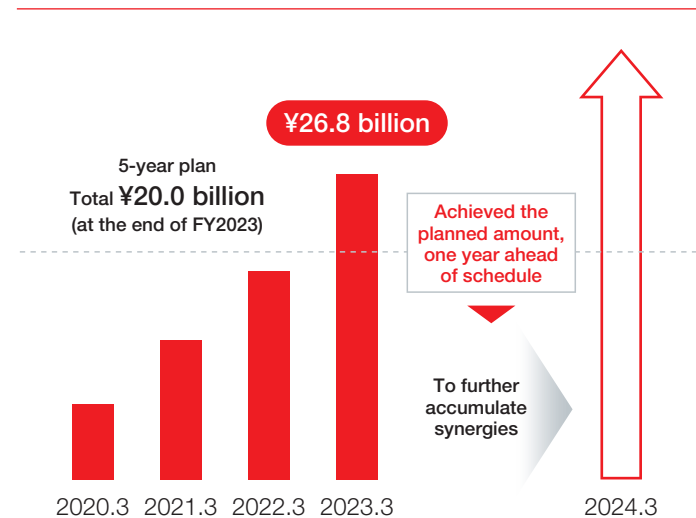 ¥26.8 billion
5-year plan
Total ¥20.0 billion
(at the end of FY2023)
Achieved the
planned amount,
one year ahead
of schedule
To further
accumulate
synergies
2020.3 2021.3 2022.3 2023.3 2024.3